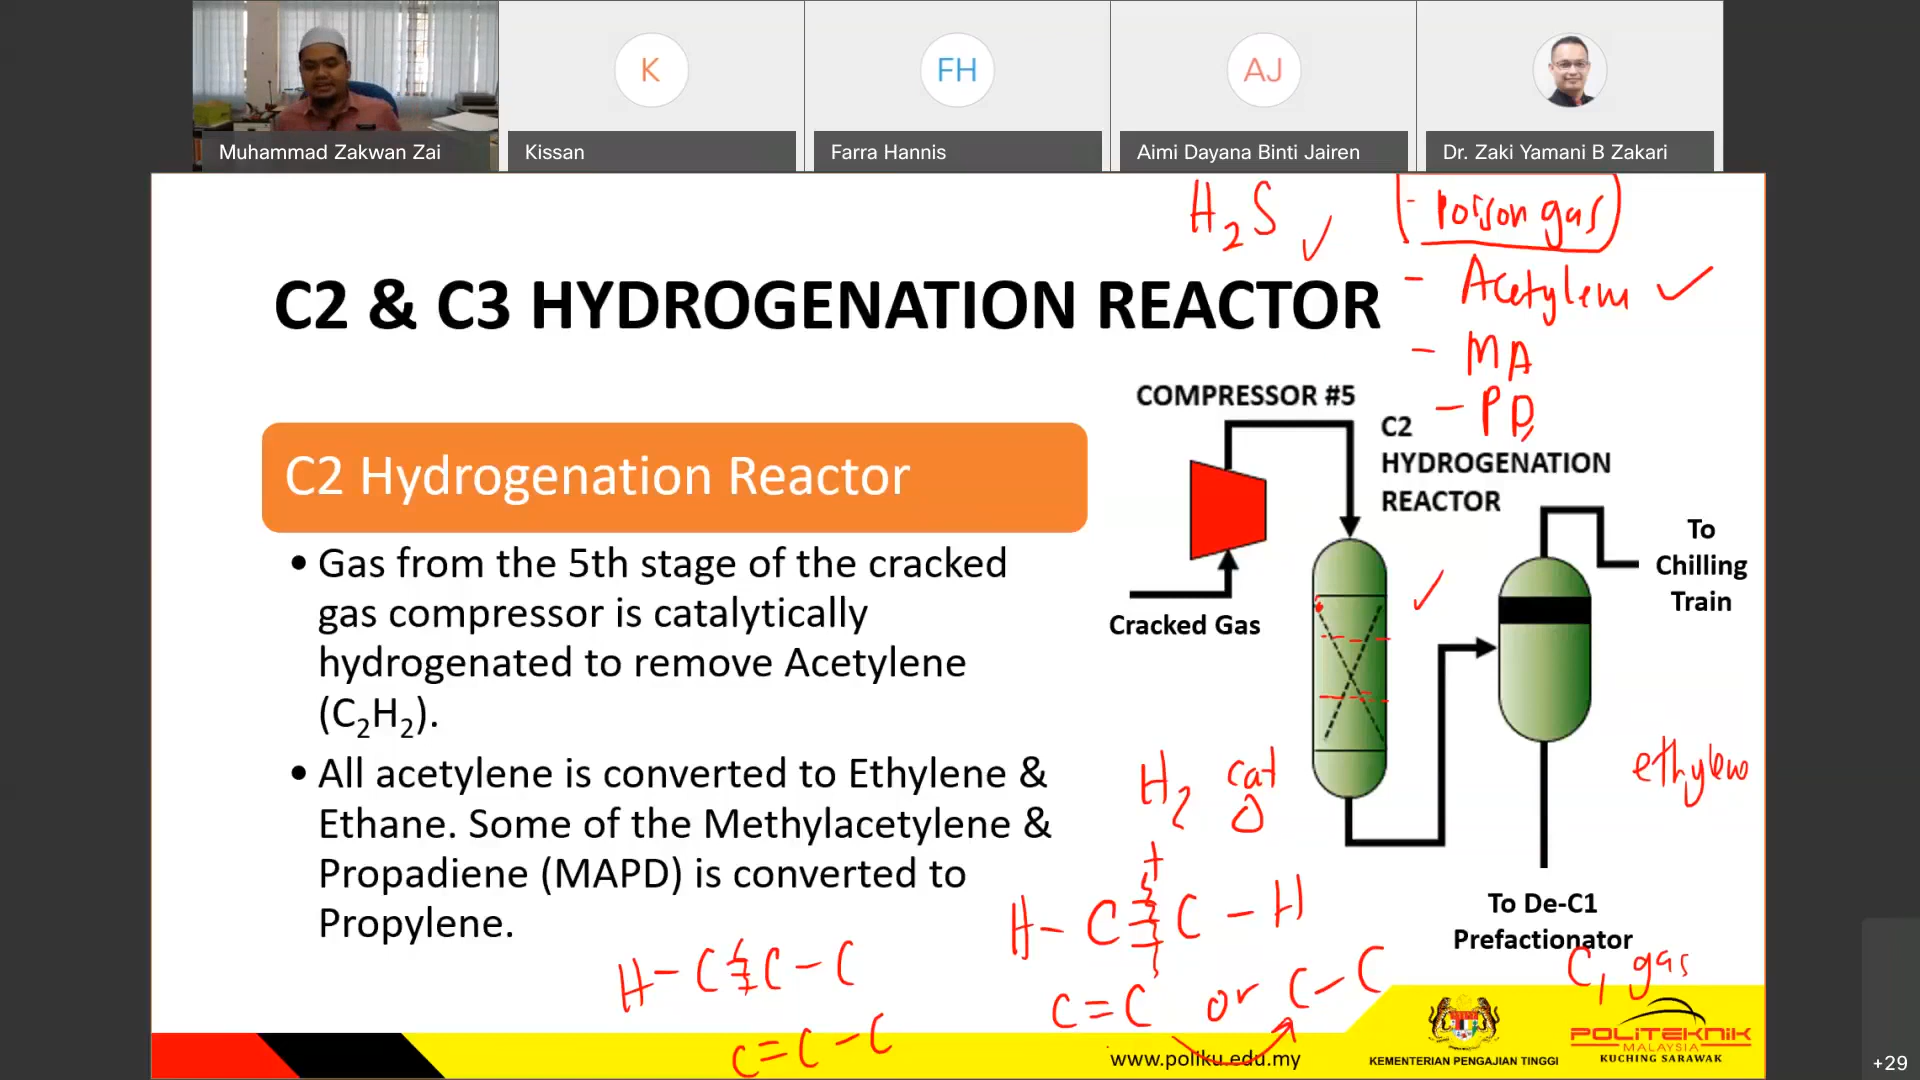 K
FH
AJ
Muhammad Zakwan Zai
Kissan
Farra Hannis
Aimi Dayana Binti Jairen
Dr. Zaki Yamani B Zakari
H2S ✓
- Poison gas
- Acetylene ✓
- MA
- PD
C2 & C3 HYDROGENATION REACTOR
COMPRESSOR #5
C2
HYDROGENATION
REACTOR
C2 Hydrogenation Reactor
To
Chilling
Train
Cracked Gas
• Gas from the 5th stage of the cracked
gas compressor is catalytically
hydrogenated to remove Acetylene
(C₂H₂).
• All acetylene is converted to Ethylene &
Ethane. Some of the Methylacetylene &
Propadiene (MAPD) is converted to
Propylene.
H2 cat
ethylene
H-C≡C-H
C=C or C-C
H-C≡C-C
C=C-C
To De-C1
Prefactionator
C1 gas
www.poliku.edu.my
KEMENTERIAN PENGAJIAN TINGGI
POLITEKNIK
MALAYSIA
KUCHING SARAWAK
+29